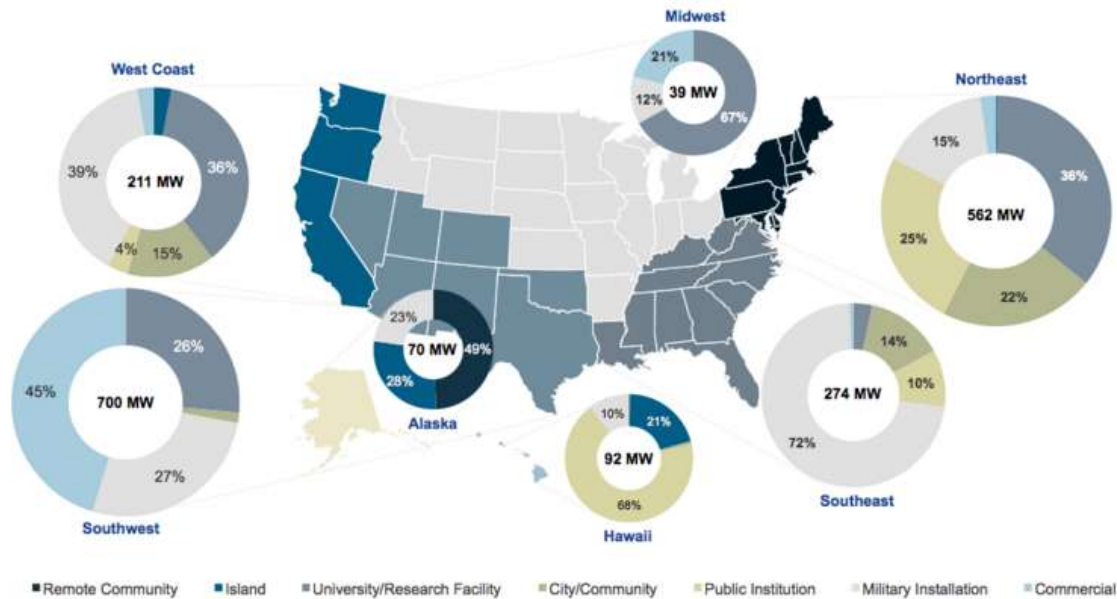 Midwest
21%
12%
39 MW
67%
West Coast
39%
36%
211 MW
4%
15%
Northeast
15%
36%
562 MW
25%
22%
26%
45%
700 MW
27%
Southwest
23%
70 MW
49%
28%
Alaska
10%
21%
92 MW
68%
Hawaii
14%
10%
274 MW
72%
Southeast
Remote Community Island University/Research Facility City/Community Public Institution Military Installation Commercial